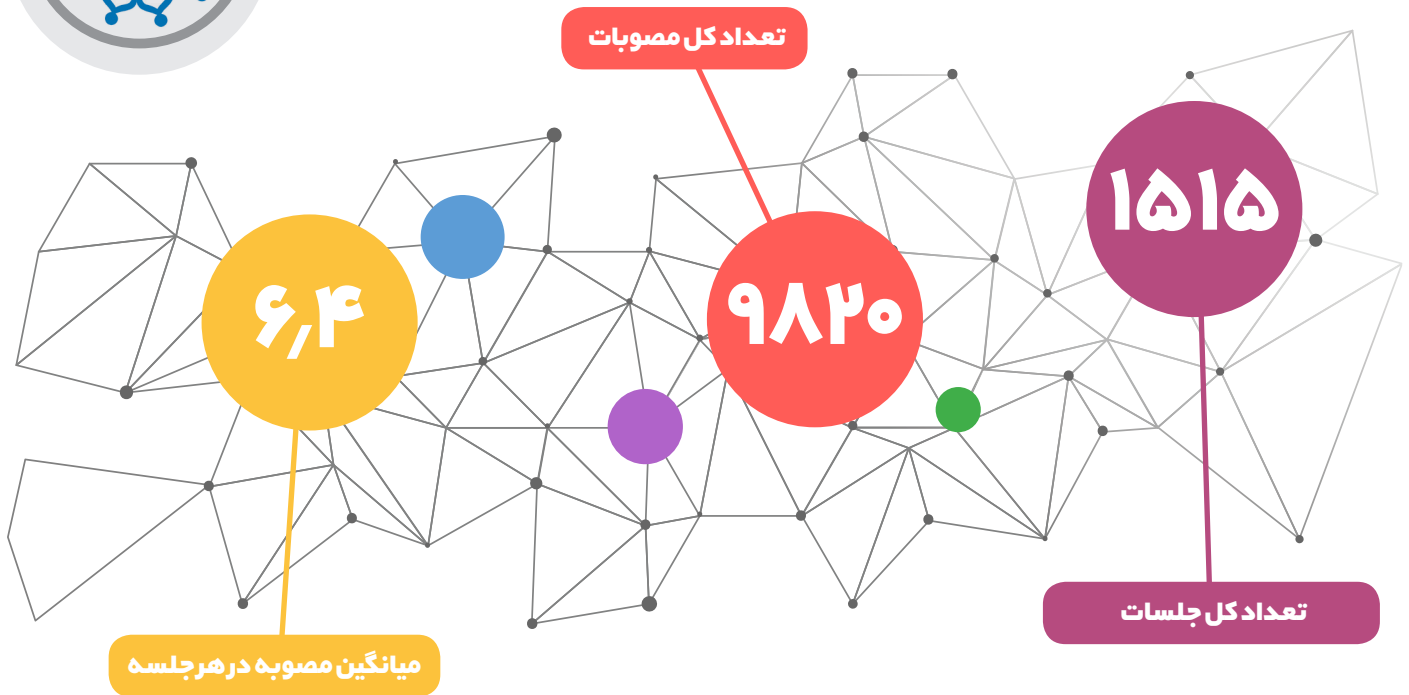 تعداد کل مصوبات
۱۵۱۵
۹۸۲۰
۶٫۴
تعداد کل جلسات
میانگین مصوبه در هر جلسه